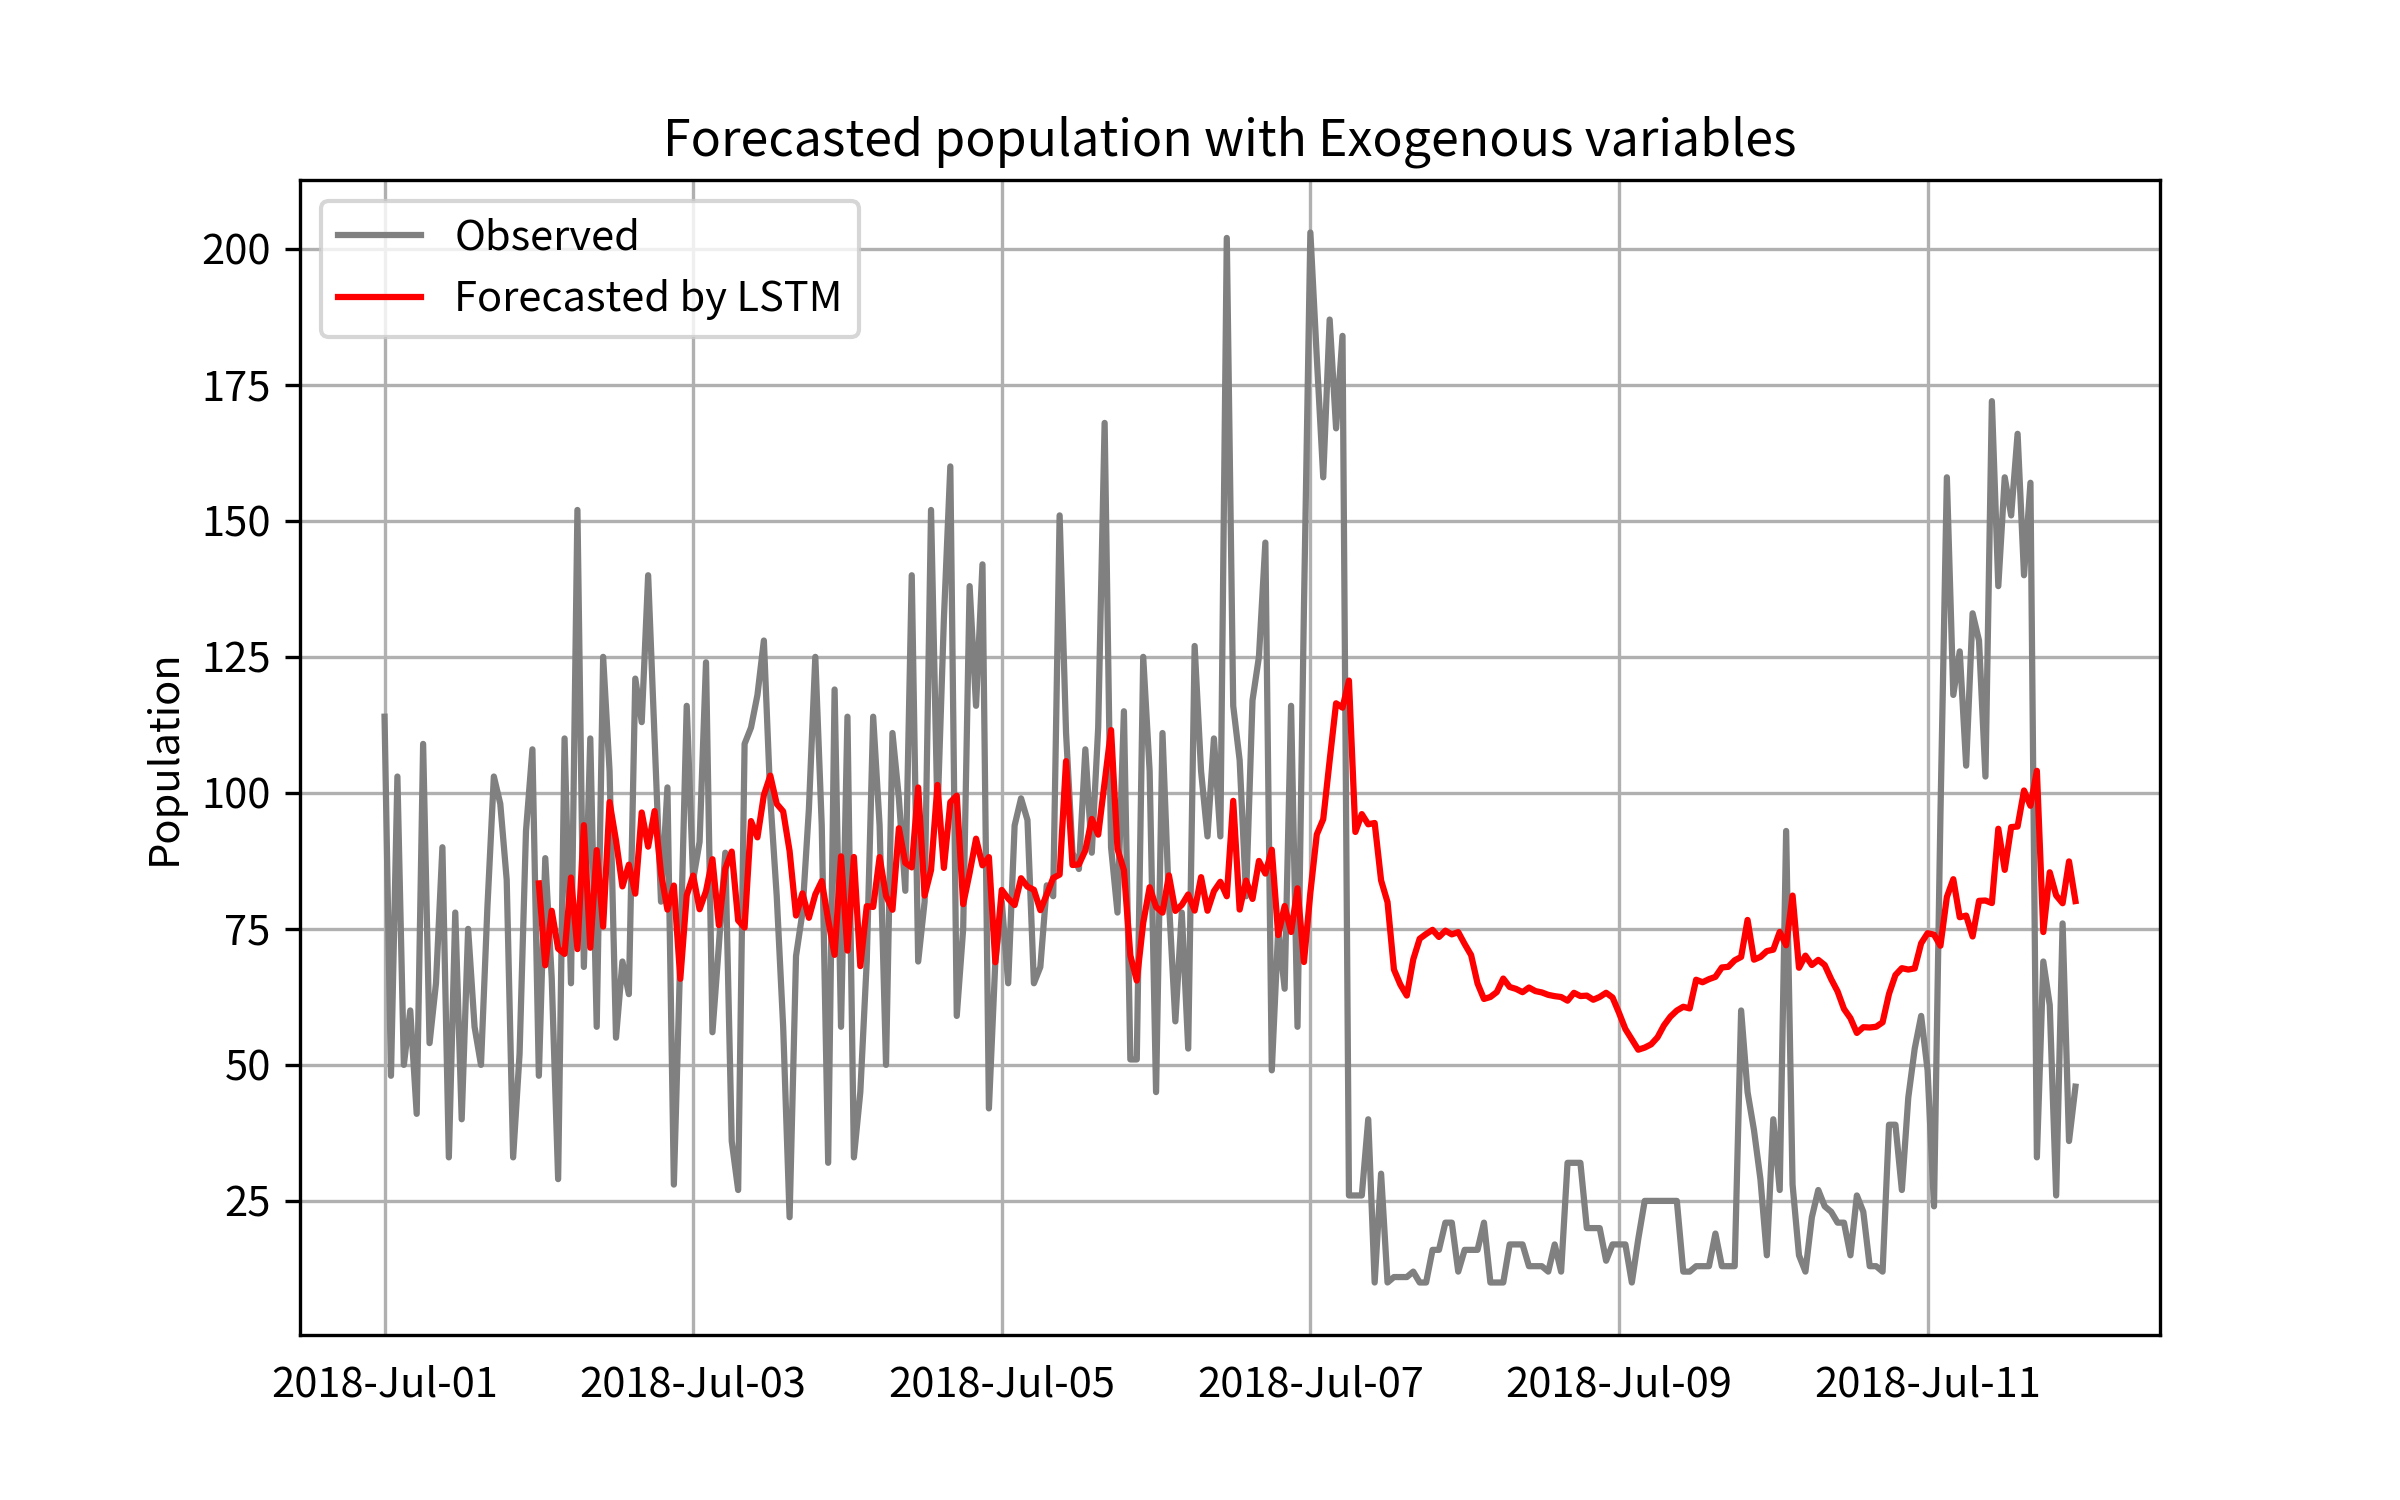 Forecasted population with Exogenous variables
Observed
Forecasted by LSTM
200
175
150
125
100
75
50
25
Population
2018-Jul-01
2018-Jul-03
2018-Jul-05
2018-Jul-07
2018-Jul-09
2018-Jul-11